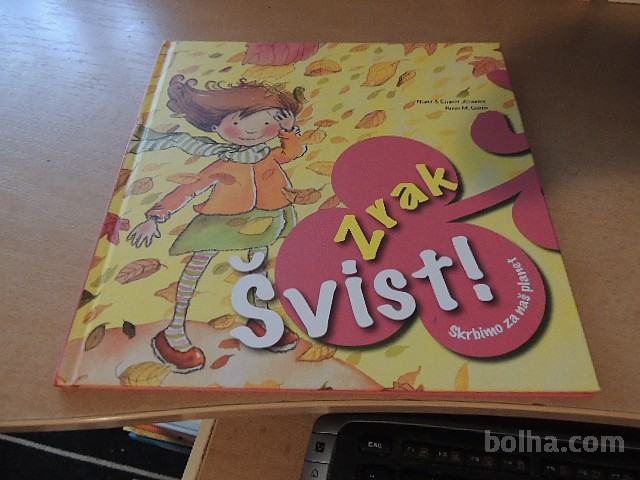 Zrak
Švist!
Skrbimo za naš planet
bolha.com